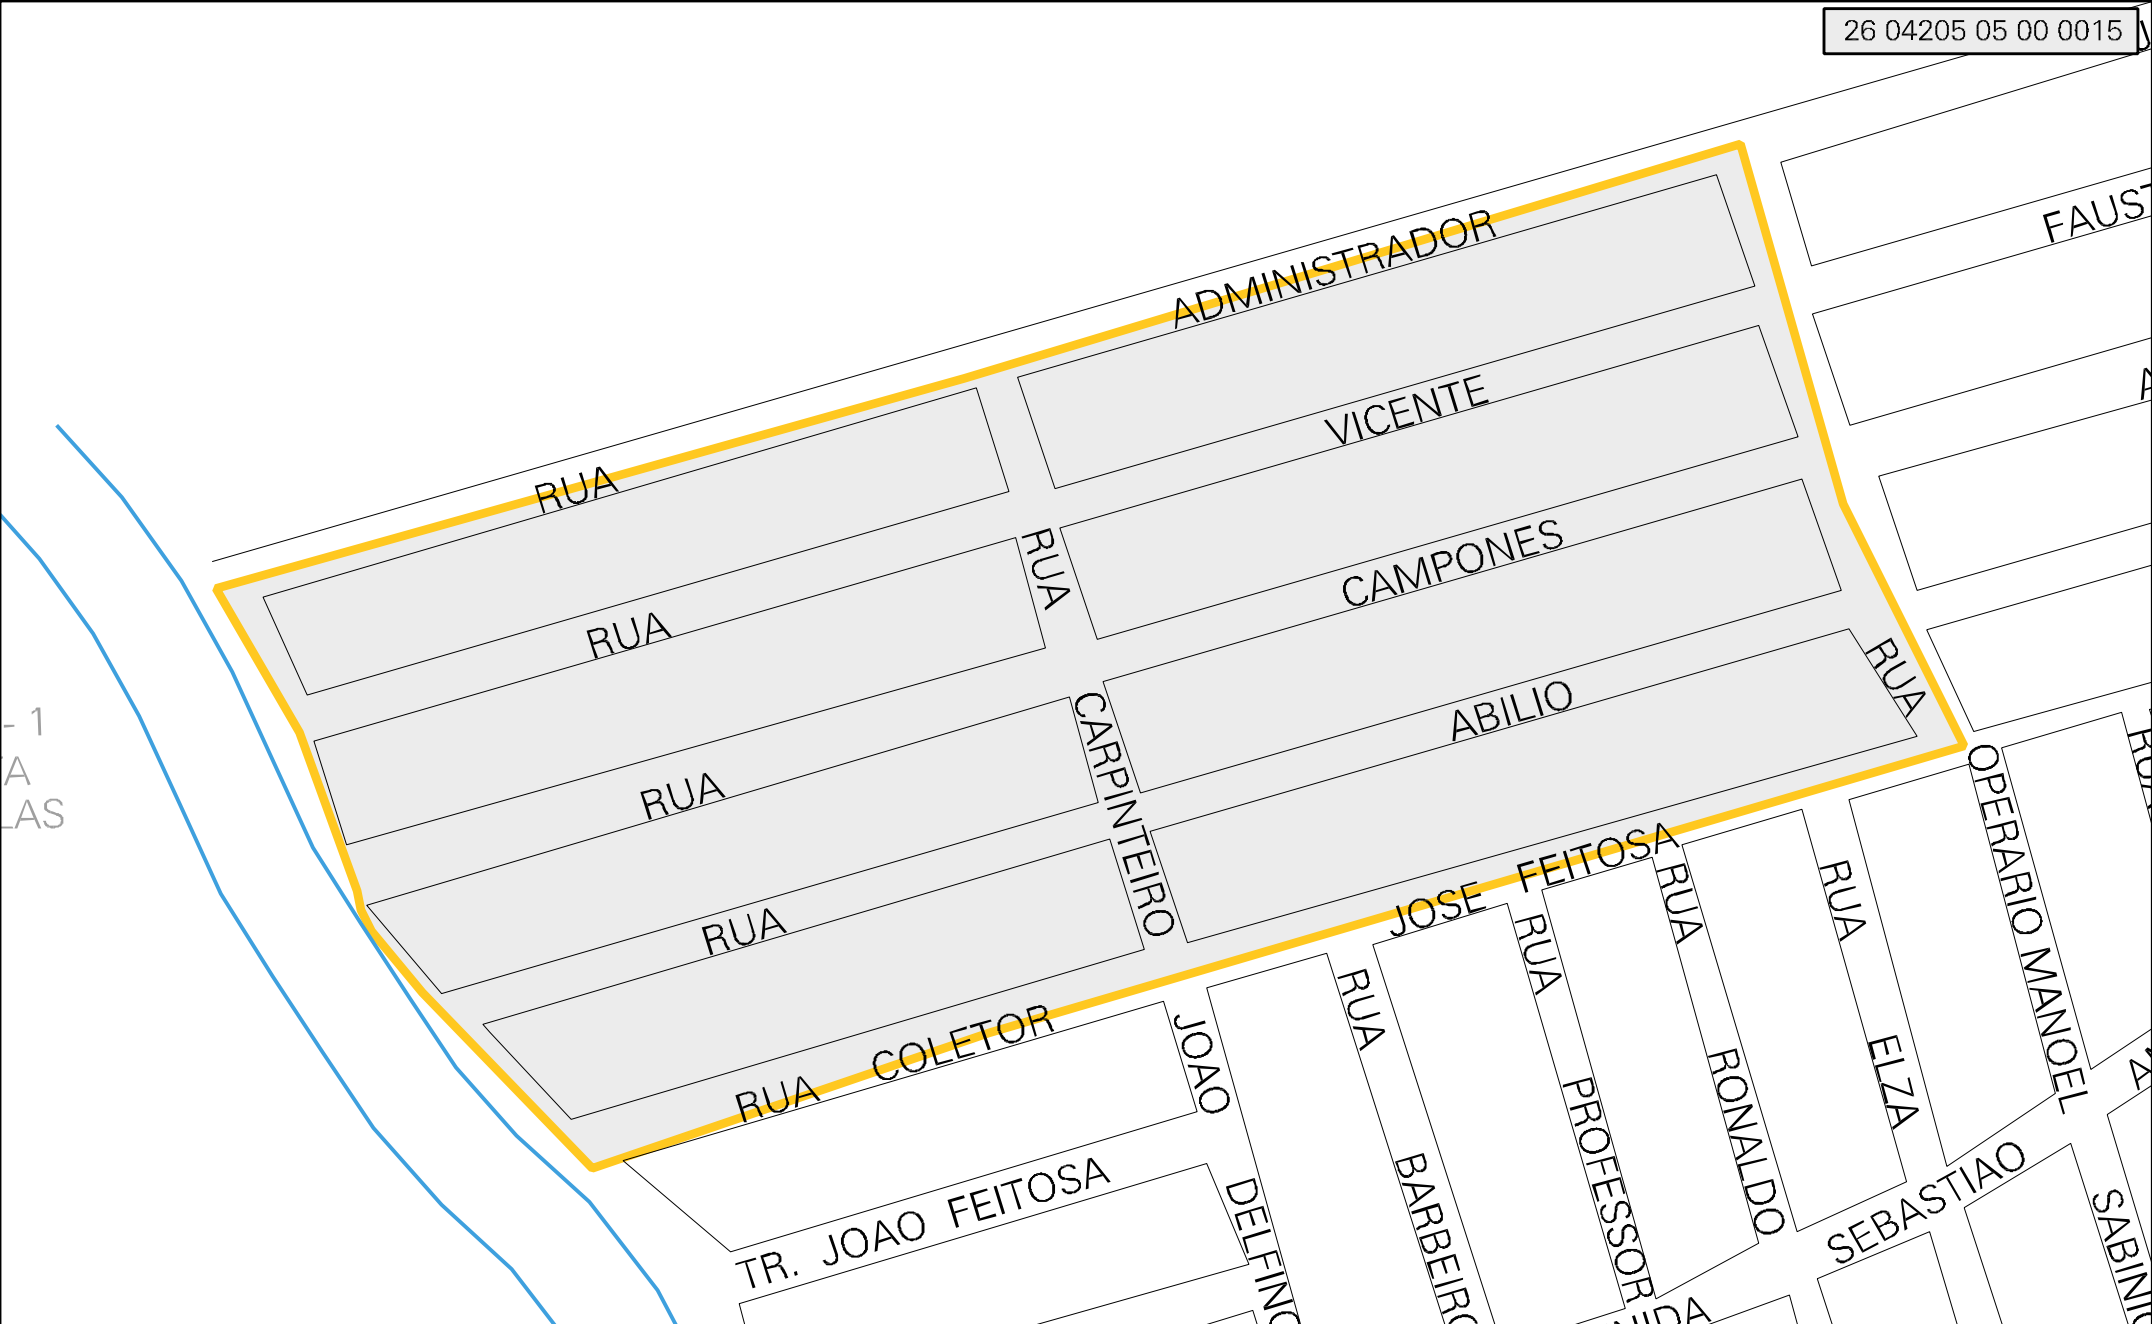 26 04205 05 00 0015
FAUST
RUA ADMINISTRADOR
RUA VICENTE
RUA CAMPONES
RUA ABILIO
RUA CARPINTEIRO JOAO DELFINO
RUA OPERARIO MANOEL
- 1
LAS
RUA COLETOR JOSE FEITOSA
RUA BARBEIRO
RUA PROFESSOR
RUA RONALDO
RUA ELZA
RUA
TR. JOAO FEITOSA
SEBASTIAO
SABINO
NIDA